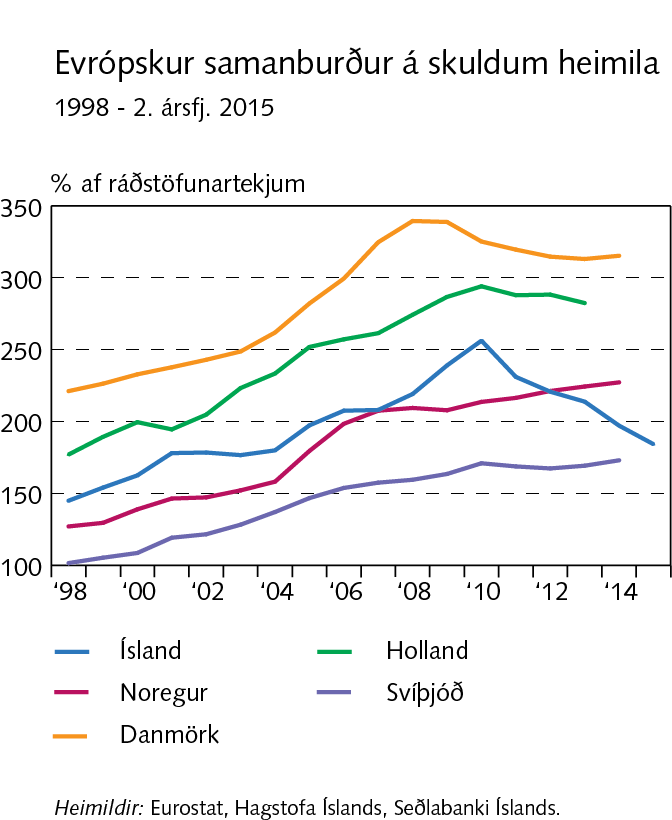 Evrópskur samanburður á skuldum heimila
1998 - 2. ársfj. 2015
% af ráðstöfunartekjum
350
300
250
200
150
100
‘98 ‘00 ‘02 ‘04 ‘06 ‘08 ‘10 ‘12 ‘14
Ísland Holland
Noregur Svíþjóð
Danmörk
Heimildir: Eurostat, Hagstofa Íslands, Seðlabanki Íslands.